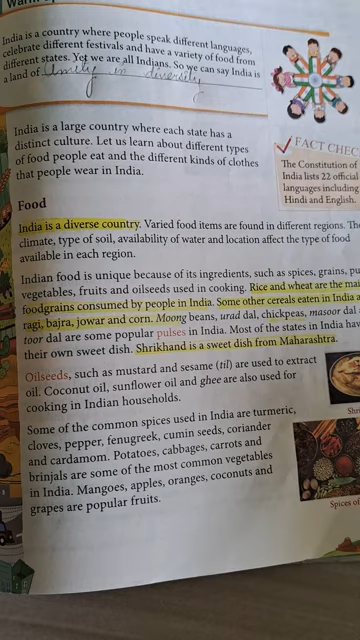 India is a country where people speak different languages,
celebrate different festivals and have a variety of food from
different states. Yet we are all Indians. So we can say India is
a land of Unity in diversity
India is a large country where each state has a
distinct culture. Let us learn about different types
of food people eat and the different kinds of clothes
that people wear in India.
FACT CHEC
The Constitution of
India lists 22 official
languages including
Hindi and English.
Food
India is a diverse country. Varied food items are found in different regions. The
climate, type of soil, availability of water and location affect the type of food
available in each region.
Indian food is unique because of its ingredients, such as spices, grains, pu
vegetables, fruits and oilseeds used in cooking. Rice and wheat are the mai
foodgrains consumed by people in India. Some other cereals eaten in India a
ragi, bajra, jowar and corn. Moong beans, urad dal, chickpeas, masoor dal
toor dal are some popular pulses in India. Most of the states in India hav
their own sweet dish. Shrikhand is a sweet dish from Maharashtra.
Oilseeds, such as mustard and sesame (til) are used to extract
oil. Coconut oil, sunflower oil and ghee are also used for
cooking in Indian households.
Shr
Some of the common spices used in India are turmeric,
cloves, pepper, fenugreek, cumin seeds, coriander
and cardamom. Potatoes, cabbages, carrots and
brinjals are some of the most common vegetables
in India. Mangoes, apples, oranges, coconuts and
grapes are popular fruits.
Spices of